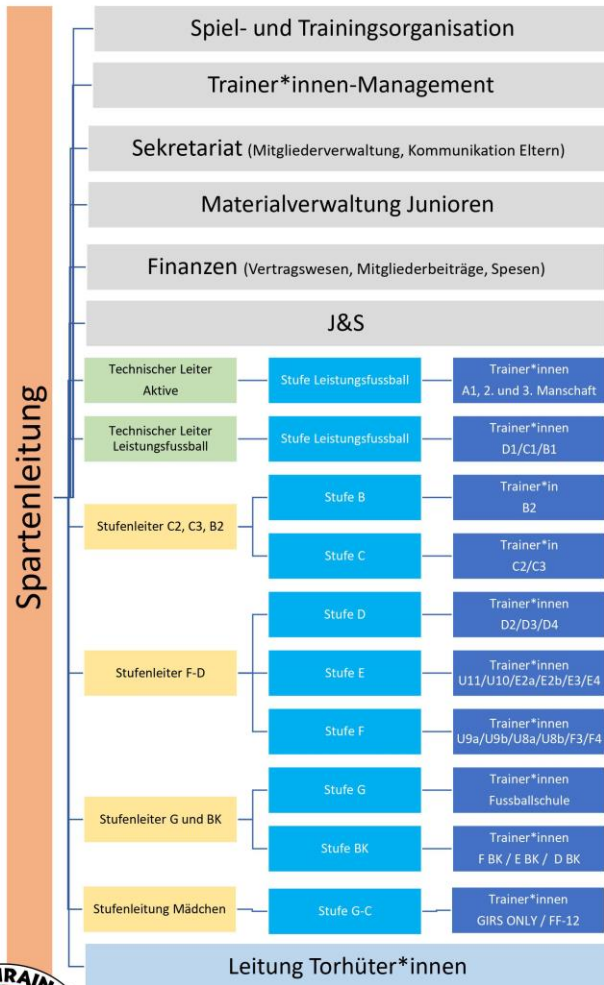 Spartenleitung
Spiel- und Trainingsorganisation
Trainer*innen-Management
Sekretariat (Mitgliederverwaltung, Kommunikation Eltern)
Materialverwaltung Junioren
Finanzen (Vertragswesen, Mitgliederbeiträge, Spesen)
J&S
Technischer Leiter
Aktive
Stufe Leistungsfussball
Trainer*innen
A1, 2. und 3. Manschaft
Technischer Leiter
Leistungsfussball
Stufe Leistungsfussball
Trainer*innen
D1/C1/B1
Stufenleiter C2, C3, B2
Stufe B
Trainer*in
B2
Stufe C
Trainer*in
C2/C3
Stufenleiter F-D
Stufe D
Trainer*innen
D2/D3/D4
Stufe E
Trainer*innen
U11/U10/E2a/E2b/E3/E4
Stufe F
Trainer*innen
U9a/U9b/U8a/U8b/F3/F4
Stufenleiter G und BK
Stufe G
Trainer*innen
Fussballschule
Stufe BK
Trainer*innen
F BK / E BK / D BK
Stufenleitung Mädchen
Stufe G-C
Trainer*innen
GIRS ONLY / FF-12
Leitung Torhüter*innen